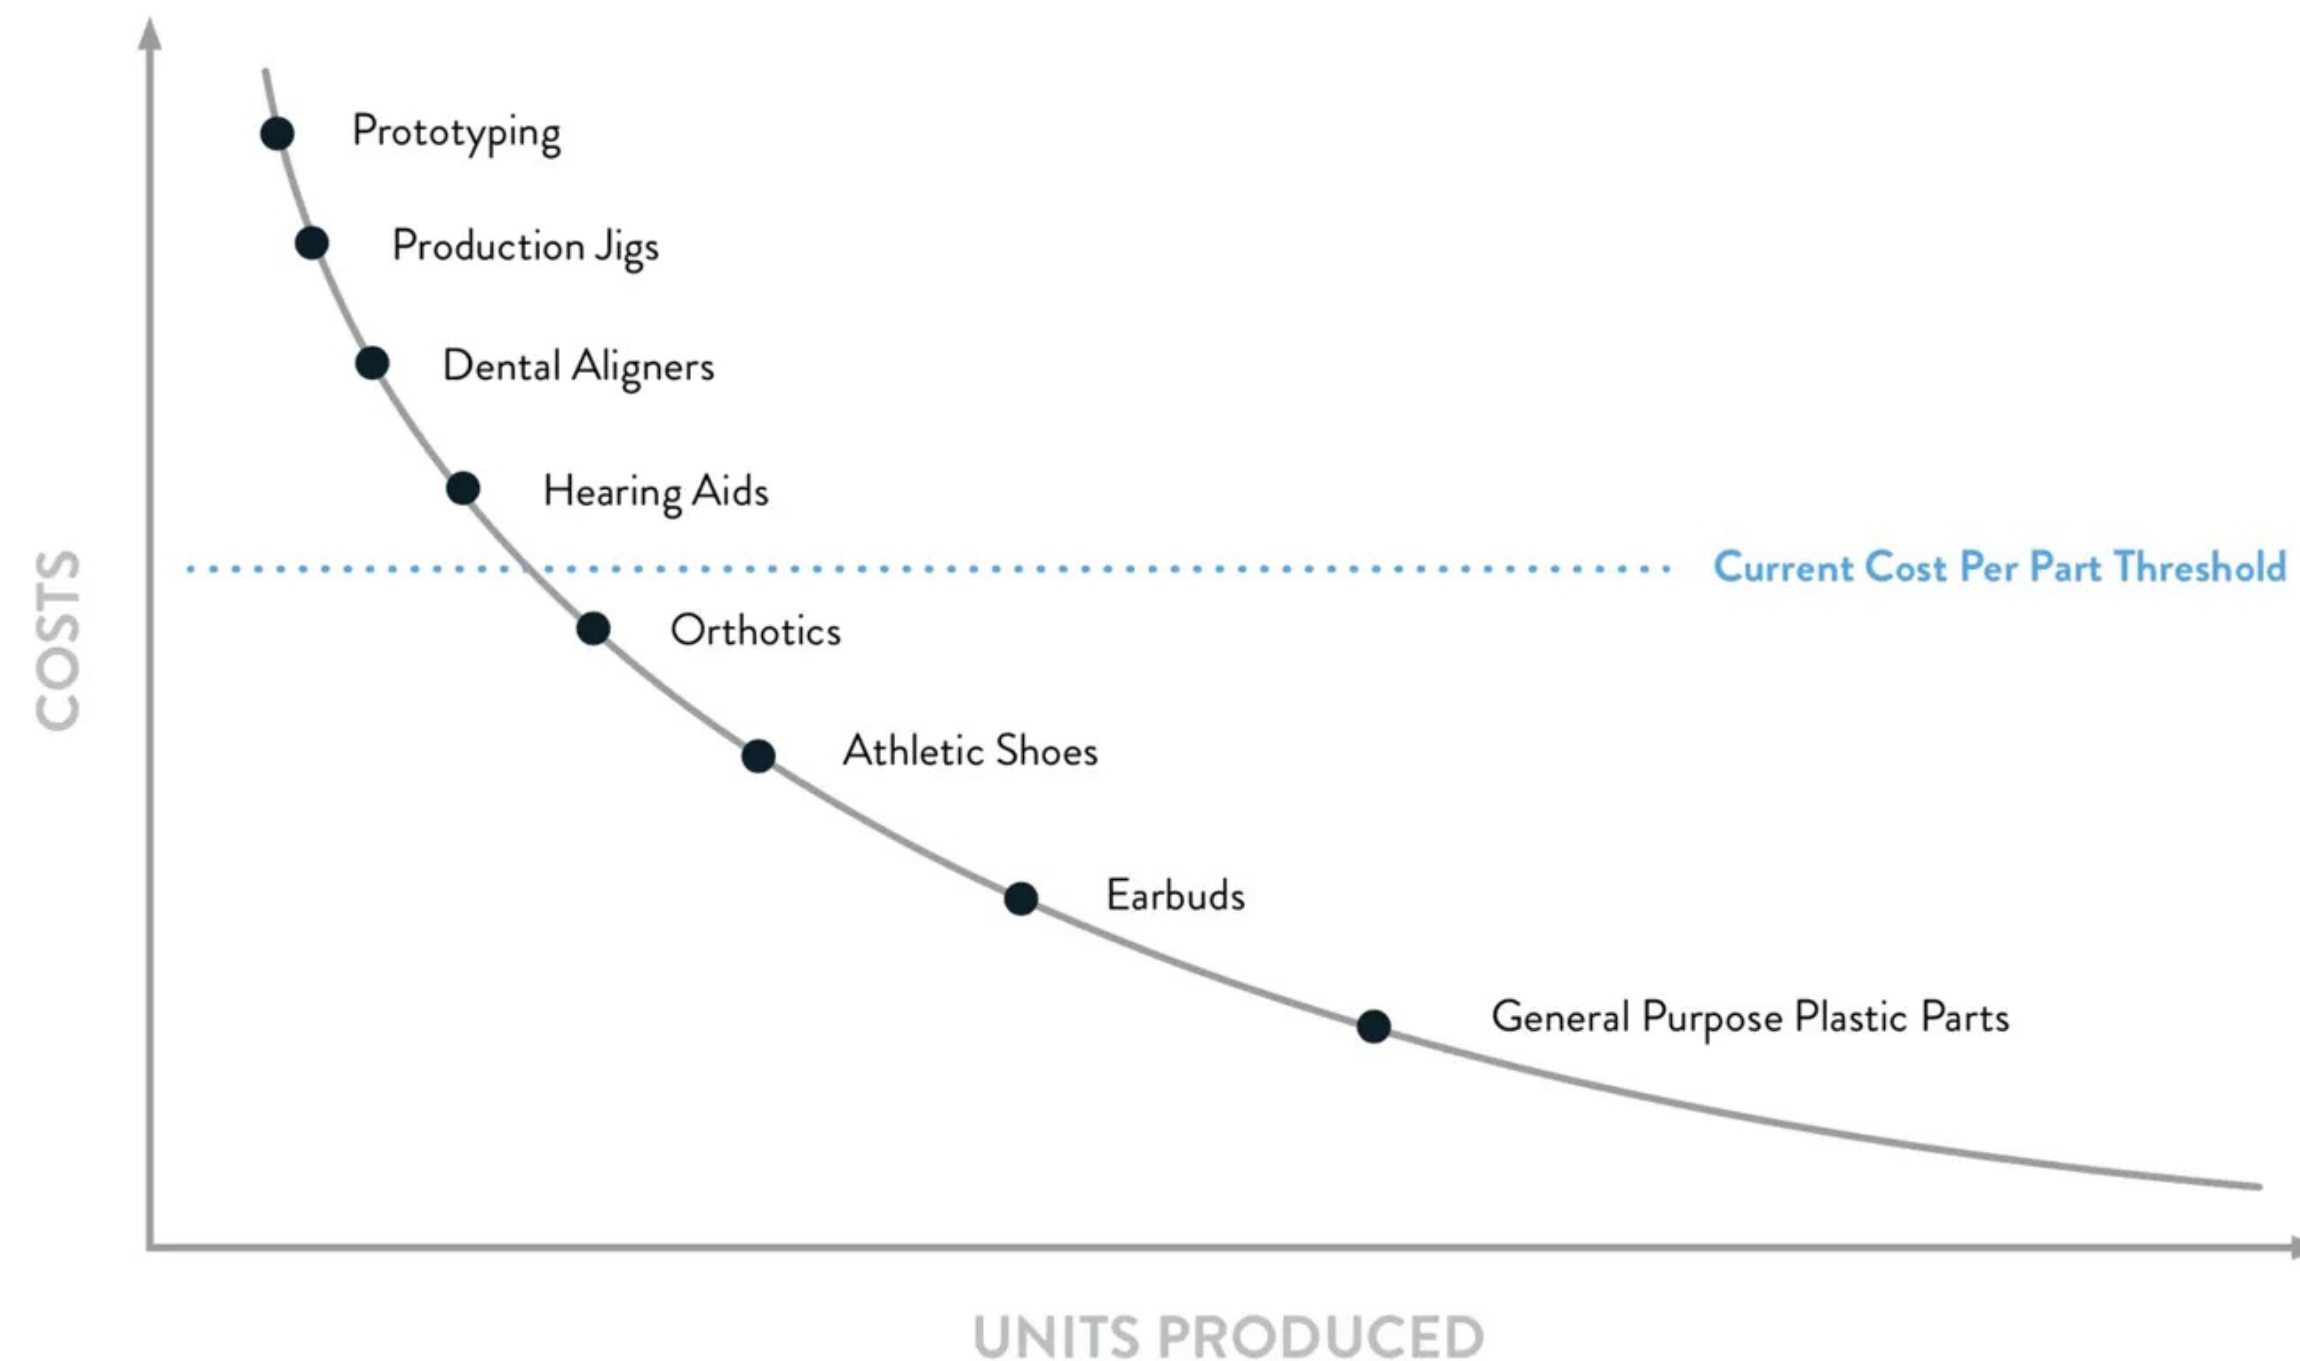 Prototyping
Production Jigs
Dental Aligners
Hearing Aids
Current Cost Per Part Threshold
Orthotics
Athletic Shoes
Earbuds
General Purpose Plastic Parts
COSTS
UNITS PRODUCED